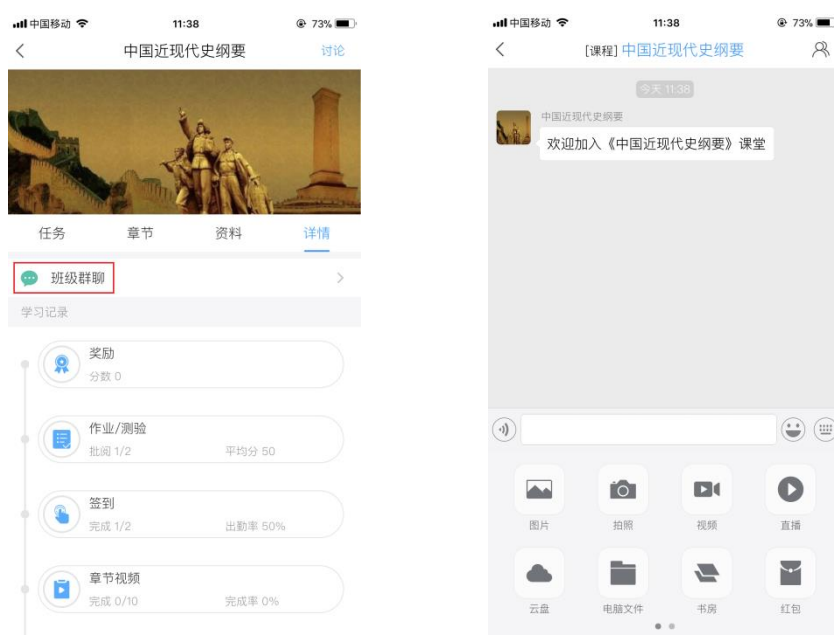 中国移动
11:38
73%
中国近现代史纲要
讨论
任务
章节
资料
详情
班级群聊
学习记录
奖励
分数 0
作业/测验
批阅 1/2
平均分 50
签到
完成 1/2
出勤率 50%
章节视频
完成 0/10
完成率 0%
中国移动
11:38
73%
[课程] 中国近现代史纲要
今天 11:38
中国近现代史纲要
欢迎加入《中国近现代史纲要》课堂
图片
拍照
视频
直播
云盘
电脑文件
书房
红包